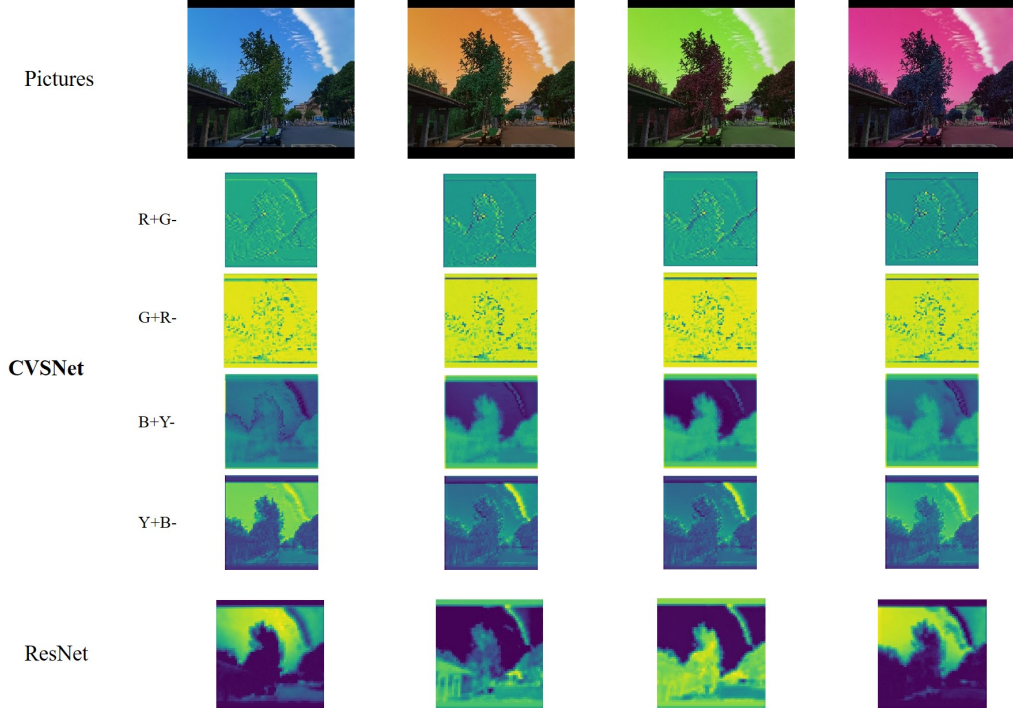 Pictures
R+G-
G+R-
CVSNet
B+Y-
Y+B-
ResNet